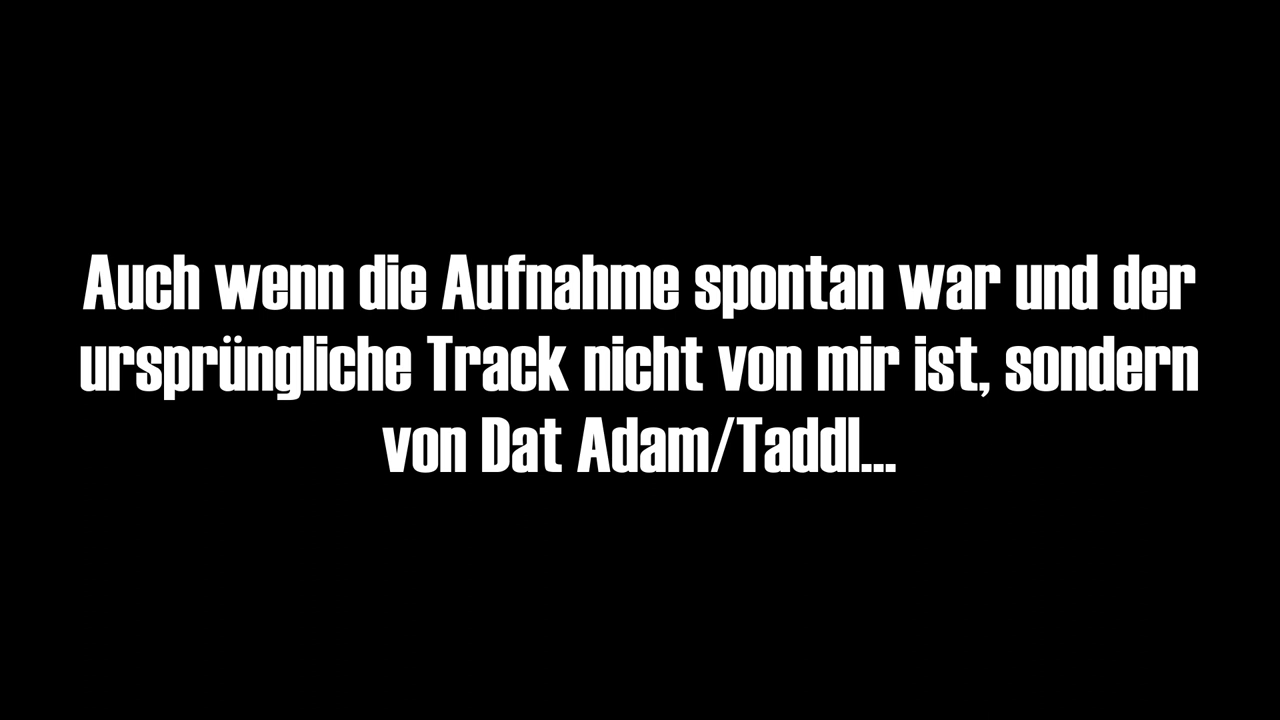 Auch wenn die Aufnahme spontan war und der
ursprüngliche Track nicht von mir ist, sondern
von Dat Adam/Taddl...